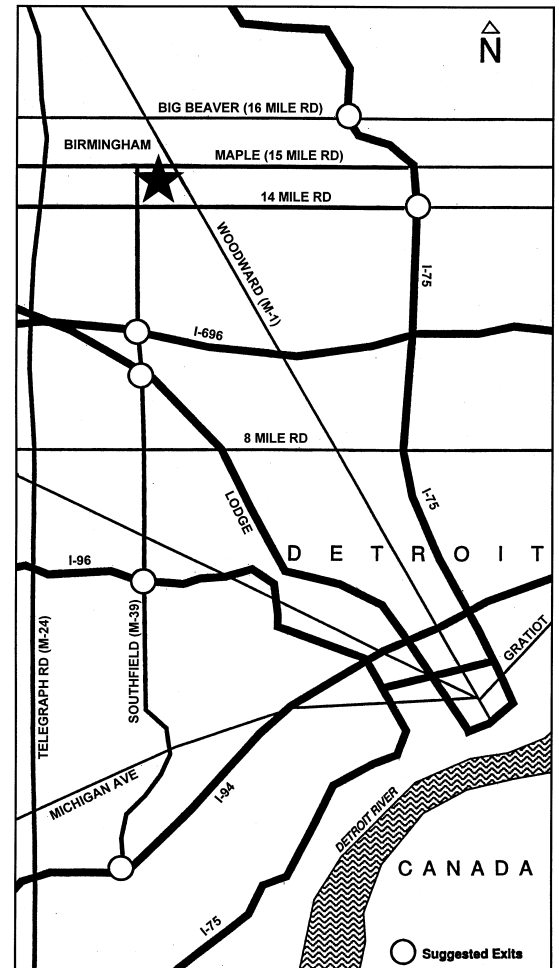 N
BIG BEAVER (16 MILE RD)
BIRMINGHAM
MAPLE (15 MILE RD)
14 MILE RD
WOODWARD (M-1)
I-75
I-696
8 MILE RD
LODGE
I-75
DETROIT
I-96
SOUTHFIELD (M-39)
TELEGRAPH RD (M-24)
GRATIOT
MICHIGAN AVE
I-94
DETROIT RIVER
CANADA
I-75
Suggested Exits